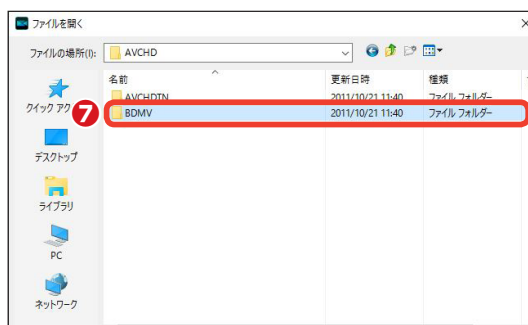 ファイルを開く
ファイルの場所(I):
AVCHD
名前 更新日時 種類
AVCHDTN 2011/10/21 11:40 ファイル フォルダー
❼ BDMV 2011/10/21 11:40 ファイル フォルダー
クイック アク
デスクトップ
ライブラリ
PC
ネットワーク